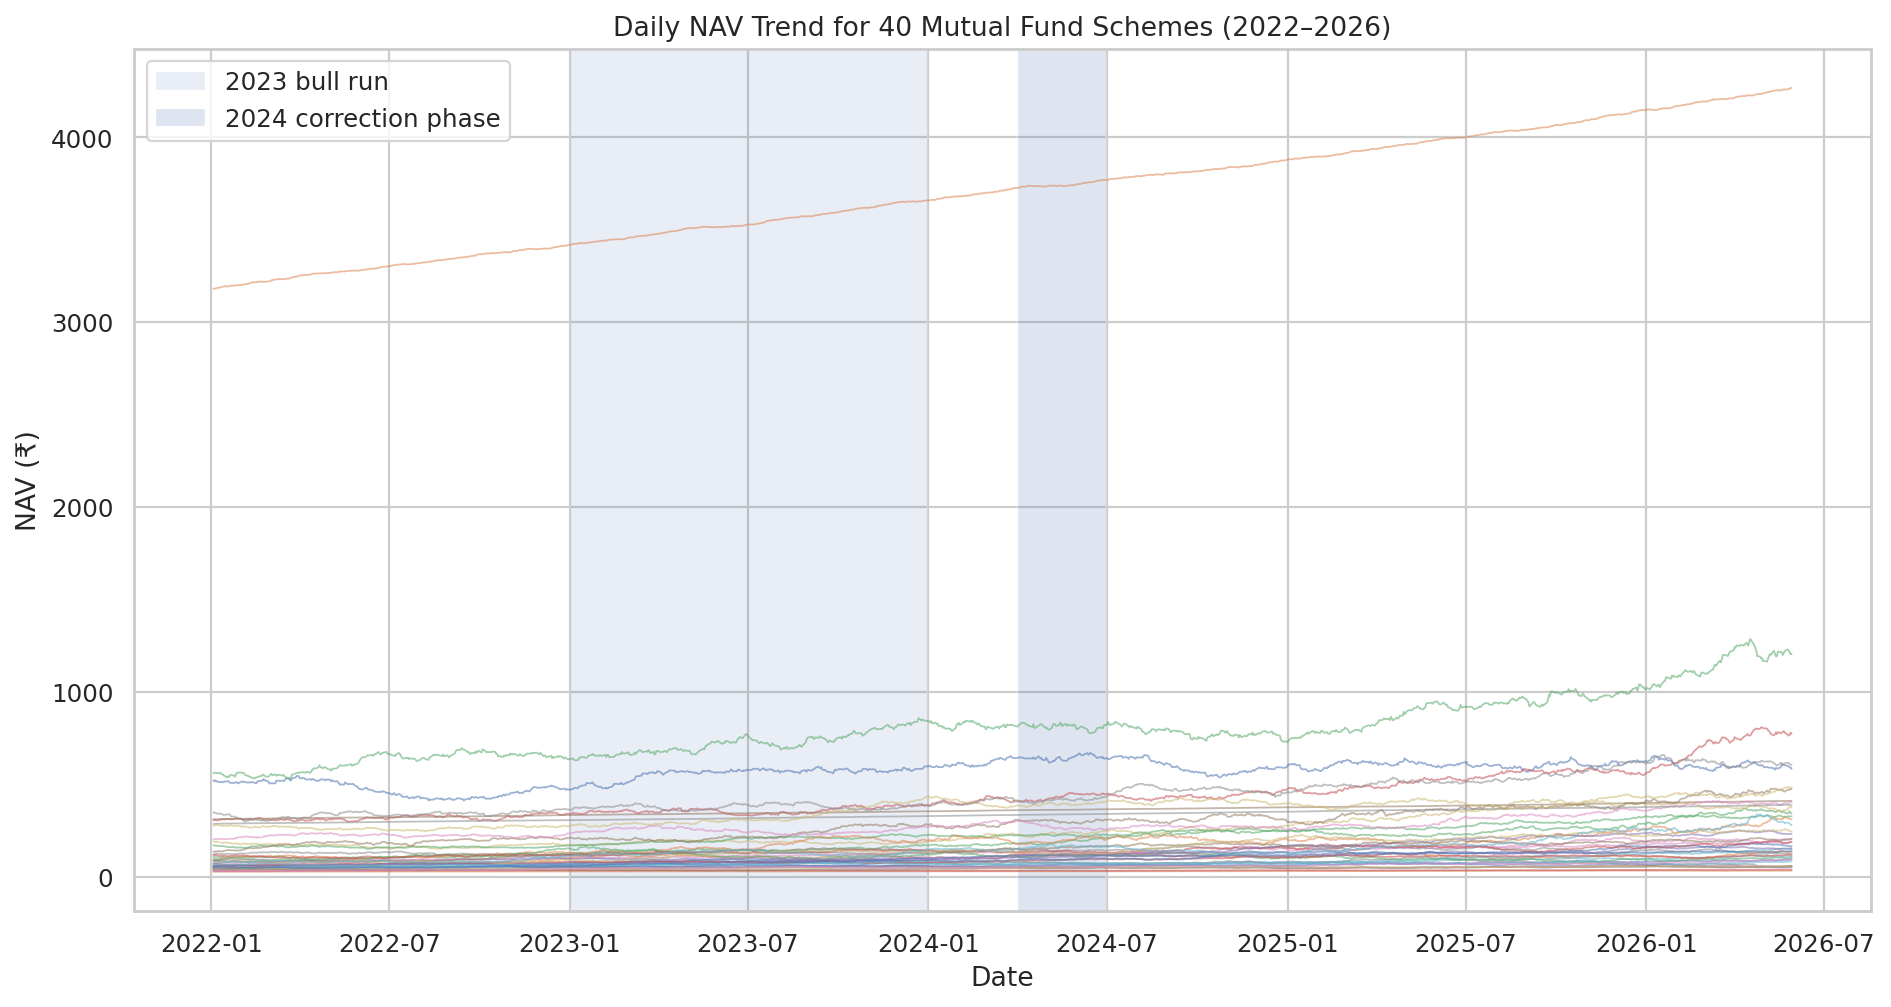 Daily NAV Trend for 40 Mutual Fund Schemes (2022–2026)
2023 bull run
2024 correction phase
NAV (₹)
4000
3000
2000
1000
0
2022-01 2022-07 2023-01 2023-07 2024-01 2024-07 2025-01 2025-07 2026-01 2026-07
Date